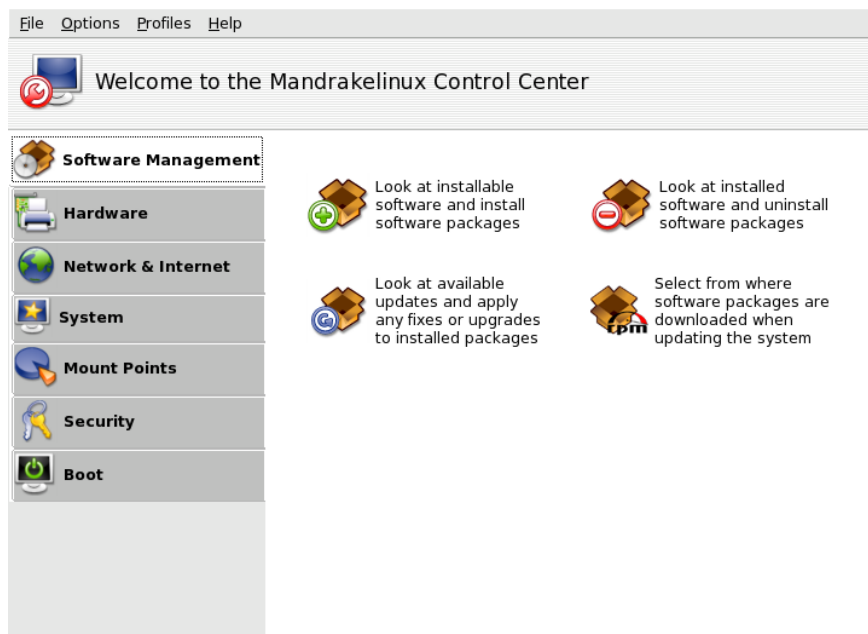 File Options Profiles Help
Welcome to the Mandrakelinux Control Center
Software Management
Hardware
Network & Internet
System
Mount Points
Security
Boot
Look at installable
software and install
software packages
Look at installed
software and uninstall
software packages
Look at available
updates and apply
any fixes or upgrades
to installed packages
rpm
Select from where
software packages are
downloaded when
updating the system